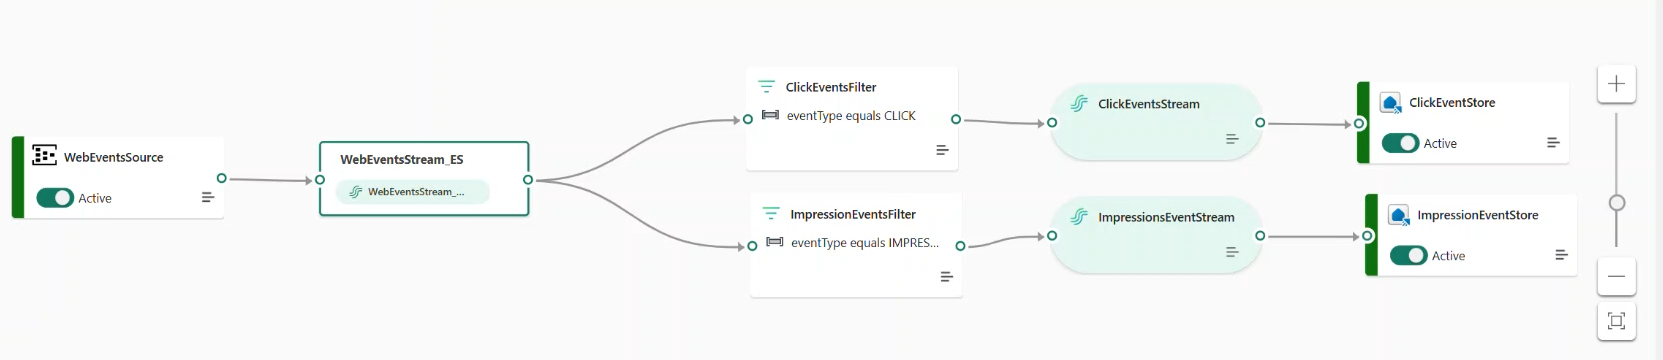 WebEventsSource
Active
WebEventsStream_ES
WebEventsStream_...
ClickEventsFilter
eventType equals CLICK
ClickEventsStream
ClickEventStore
Active
ImpressionEventsFilter
eventType equals IMPRES...
ImpressionsEventStream
ImpressionEventStore
Active